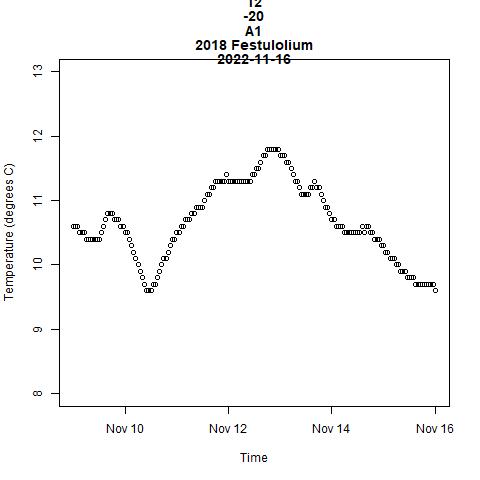 T2
-20
A1
2018 Festulolium
2022-11-16
13
12
11
10
9
8
Temperature (degrees C)
Nov 10 Nov 12 Nov 14 Nov 16
Time